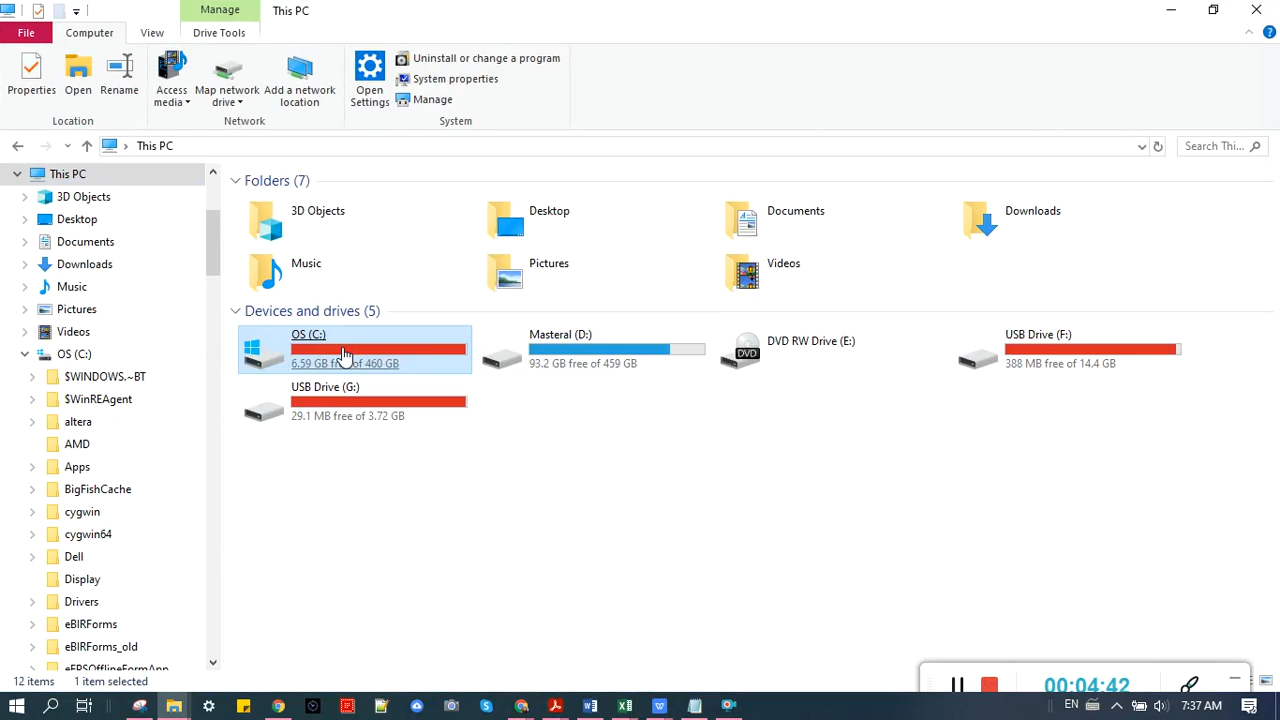 Manage
This PC
File
Computer
View
Drive Tools
Properties
Open
Rename
Access media
Map network drive
Add a network location
Open Settings
Uninstall or change a program
System properties
Manage
Location
Network
System
This PC
Search Thi...
This PC
3D Objects
Desktop
Documents
Downloads
Music
Pictures
Videos
OS (C:)
$WINDOWS.~BT
$WinREAgent
altera
AMD
Apps
BigFishCache
cygwin
cygwin64
Dell
Display
Drivers
eBIRForms
eBIRForms_old
eFPSOfflineFormApp
Folders (7)
3D Objects
Desktop
Documents
Downloads
Music
Pictures
Videos
Devices and drives (5)
OS (C:)
6.59 GB free of 460 GB
Masteral (D:)
93.2 GB free of 459 GB
DVD RW Drive (E:)
DVD
USB Drive (F:)
388 MB free of 14.4 GB
USB Drive (G:)
29.1 MB free of 3.72 GB
12 items
1 item selected
00:04:42
EN
7:37 AM